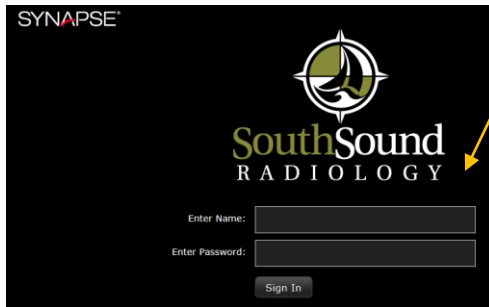 SYNAPSE®
SouthSound
RADIOLOGY
Enter Name:
Enter Password:
Sign In